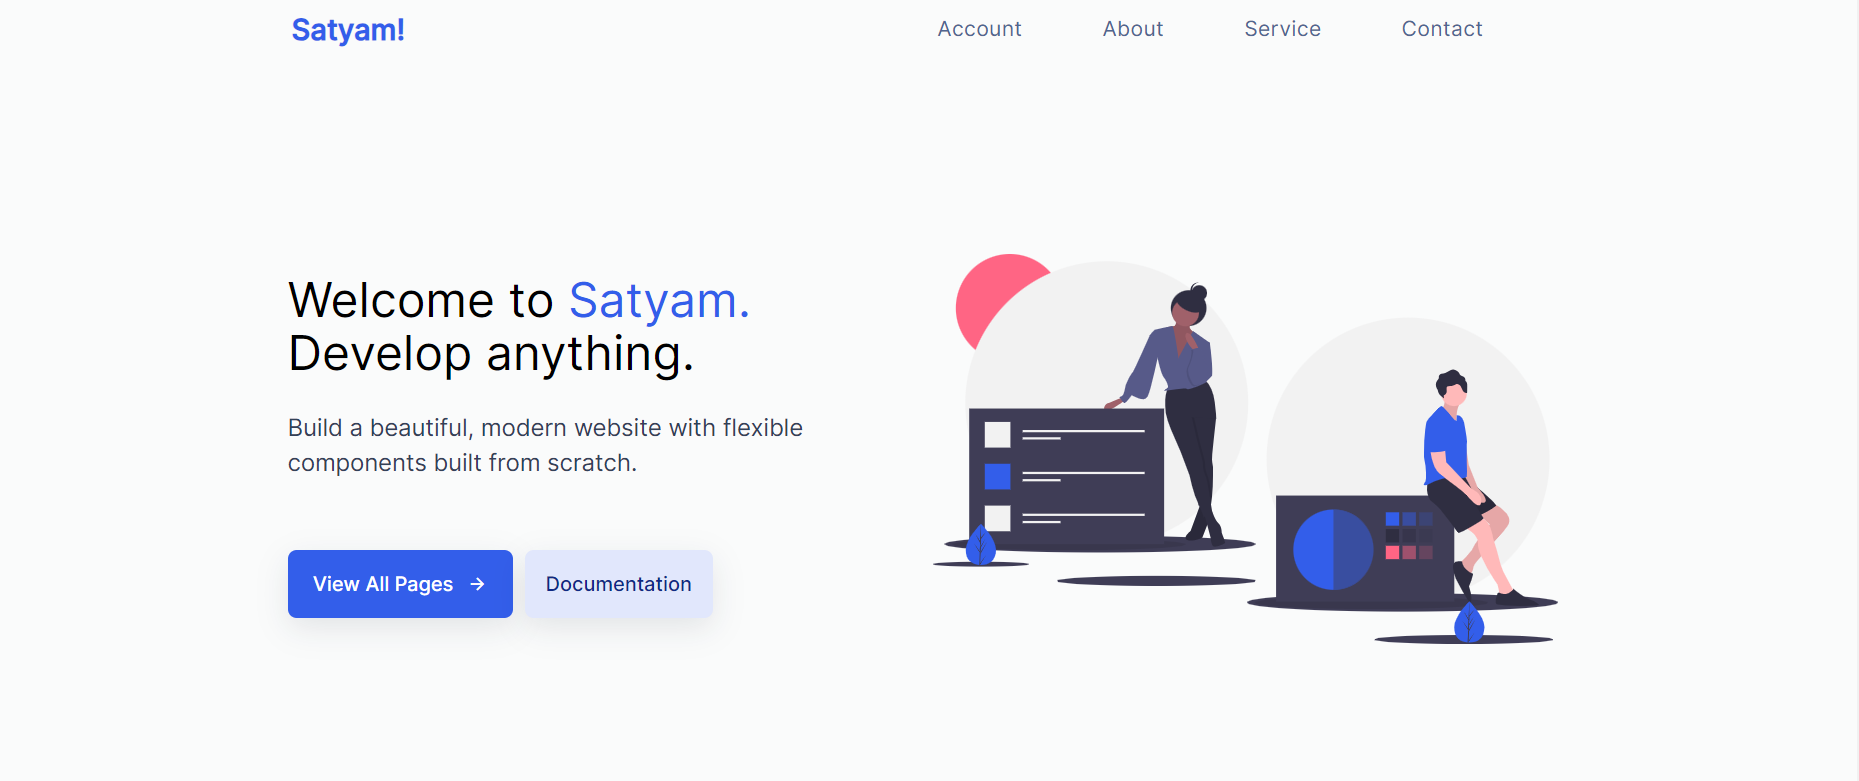 Satyam!
Account
About
Service
Contact
Welcome to Satyam.
Develop anything.
Build a beautiful, modern website with flexible
components built from scratch.
View All Pages →
Documentation